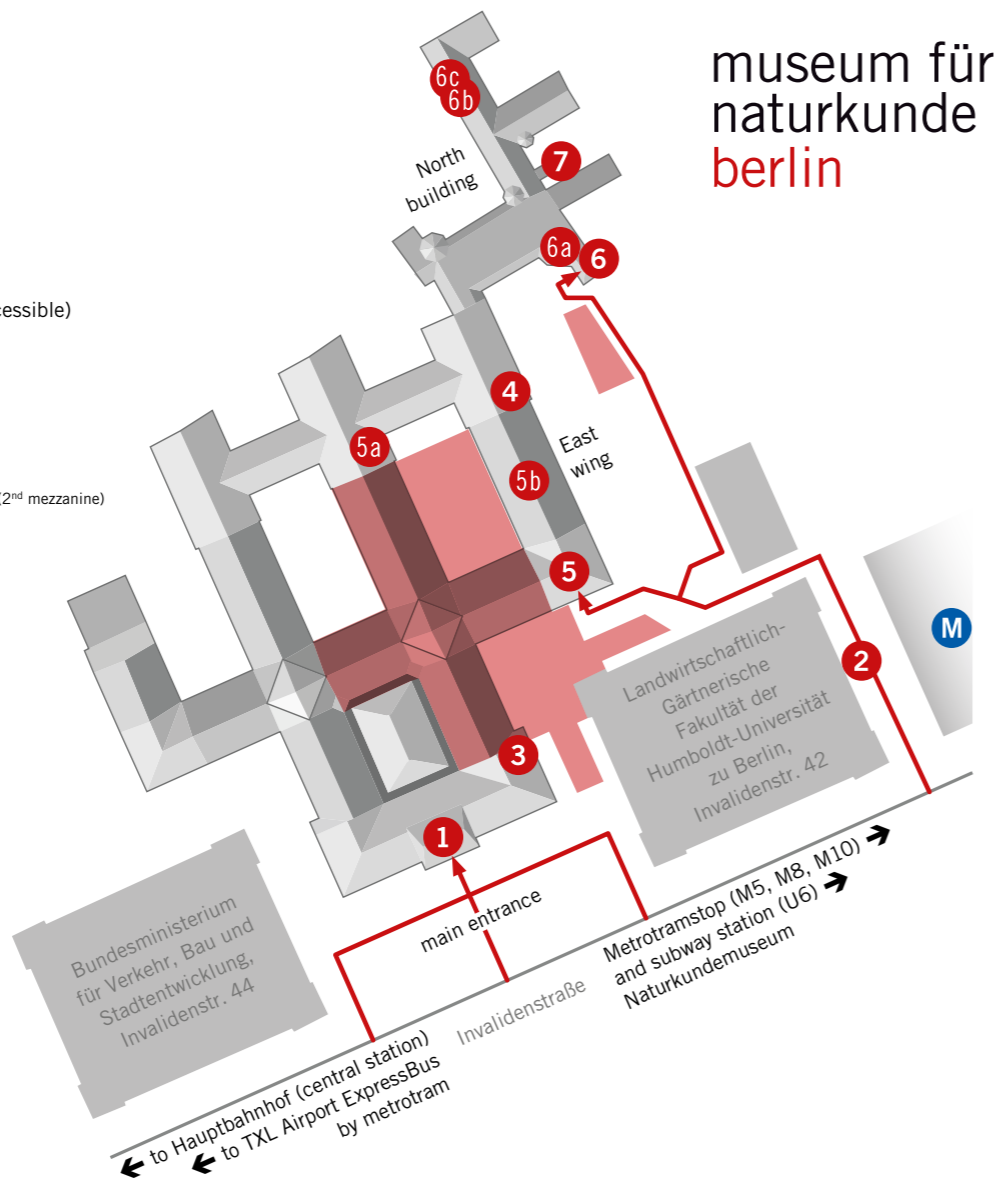 museum für
naturkunde
berlin
6c
6b
North
building
7
6a
6
cessible)
4
5a
East
wing
5b
(2nd mezzanine)
5
M
2
Landwirtschaftlich-
Gärtnerische
Fakultät der
Humboldt-Universität
zu Berlin,
Invalidenstr. 42
3
1
Bundesministerium
für Verkehr, Bau und
Stadtentwicklung,
Invalidenstr. 44
main entrance
Metrotramstop (M5, M8, M10) →
and subway station (U6) →
Naturkundemuseum
Invalidenstraße
← to Hauptbahnhof (central station)
← to TXL Airport ExpressBus
by metrotram